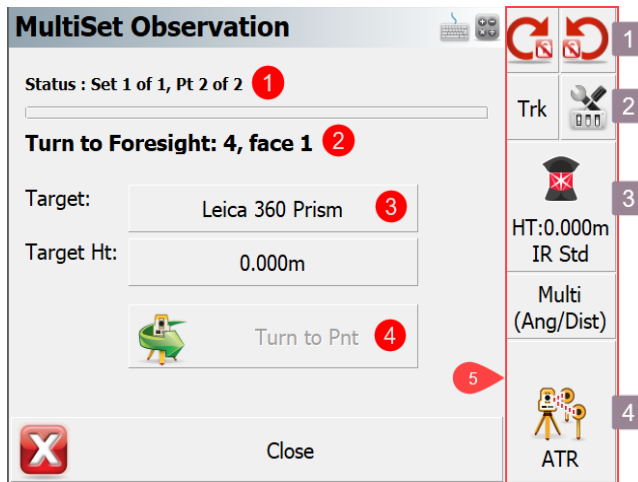 MultiSet Observation
1
Status : Set 1 of 1, Pt 2 of 2 1
Trk
2
Turn to Foresight: 4, face 1 2
Target:
Leica 360 Prism 3
3
HT:0.000m
IR Std
Target Ht:
0.000m
Multi
(Ang/Dist)
Turn to Pnt 4
5
4
ATR
Close